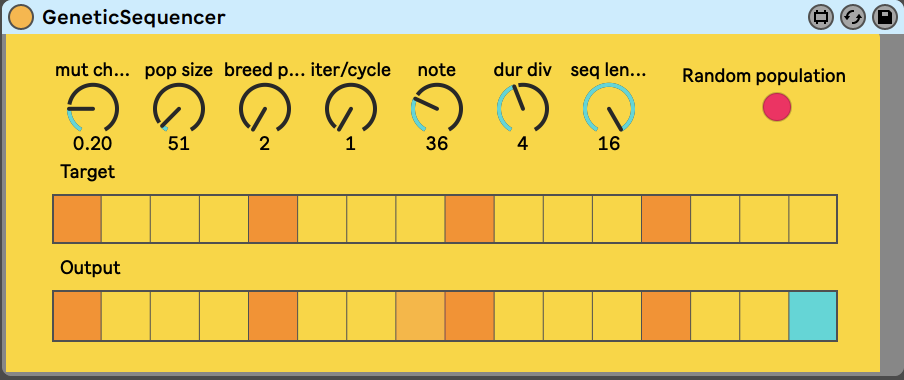 GeneticSequencer
mut ch... pop size breed p... iter/cycle note dur div seq len... Random population
0.20 51 2 1 36 4 16
Target
Output